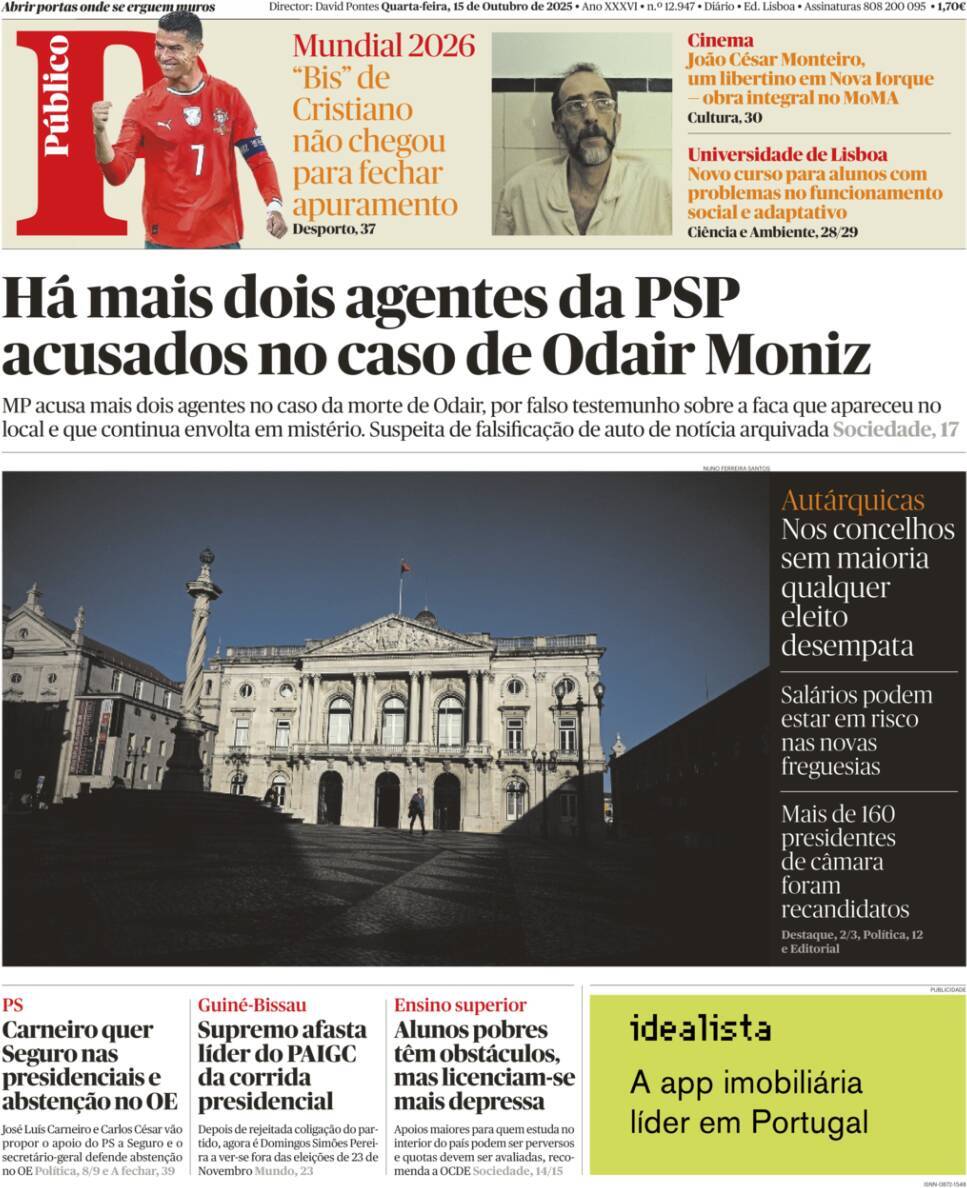 Abrir portas onde se erguem muros
Director: David Pontes Quarta-feira, 15 de Outubro de 2025 • Ano XXXVI • n.º 12.947 • Diário • Ed. Lisboa • Assinaturas 808 200 095 • 1,70€
Público
P
7
Mundial 2026
“Bis” de
Cristiano
não chegou
para fechar
apuramento
Desporto, 37
Cinema
João César Monteiro,
um libertino em Nova Iorque
— obra integral no MoMA
Cultura, 30
Universidade de Lisboa
Novo curso para alunos com
problemas no funcionamento
social e adaptativo
Ciência e Ambiente, 28/29
Há mais dois agentes da PSP
acusados no caso de Odair Moniz
MP acusa mais dois agentes no caso da morte de Odair, por falso testemunho sobre a faca que apareceu no
local e que continua envolta em mistério. Suspeita de falsificação de auto de notícia arquivada Sociedade, 17
NUNO FERREIRA SANTOS
Autárquicas
Nos concelhos
sem maioria
qualquer
eleito
desempata
Salários podem
estar em risco
nas novas
freguesias
Mais de 160
presidentes
de câmara
foram
recandidatos
Destaque, 2/3, Política, 12
e Editorial
PS
Carneiro quer
Seguro nas
presidenciais e
abstenção no OE
José Luís Carneiro e Carlos César vão
propor o apoio do PS a Seguro e o
secretário-geral defende abstenção
no OE Política, 8/9 e A fechar, 39
Guiné-Bissau
Supremo afasta
líder do PAIGC
da corrida
presidencial
Depois de rejeitada coligação do par-
tido, agora é Domingos Simões Perei-
ra a ver-se fora das eleições de 23 de
Novembro Mundo, 23
Ensino superior
Alunos pobres
têm obstáculos,
mas licenciam-se
mais depressa
Apoios maiores para quem estuda no
interior do país podem ser perversos
e quotas devem ser avaliadas, reco-
menda a OCDE Sociedade, 14/15
PUBLICIDADE
idealista
A app imobiliária
líder em Portugal
ISNN-0872-1548